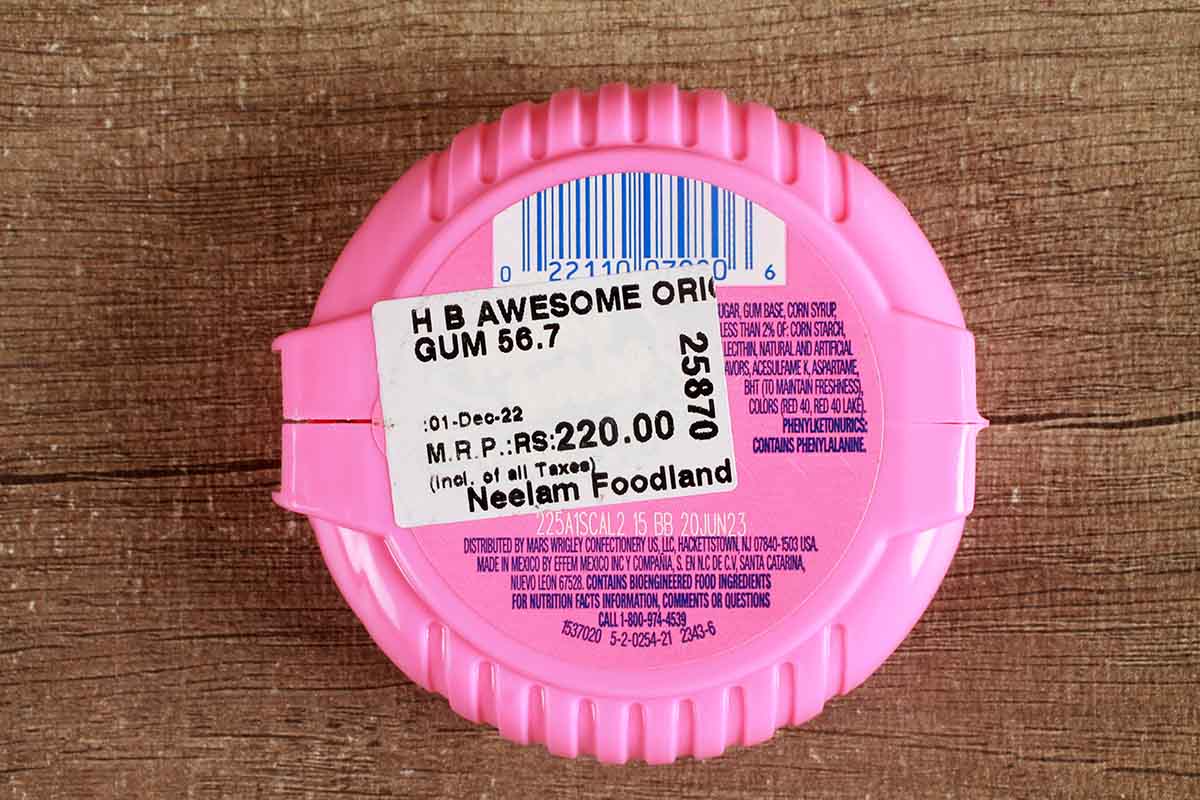 0 22110 0 6
H B AWESOME ORI
GUM 56.7
25870
:01-Dec-22
M.R.P.:RS:220.00
(Incl. of all Taxes)
Neelam Foodland
UGAR, GUM BASE, CORN SYRUP,
LESS THAN 2% OF: CORN STARCH,
LECITHIN, NATURAL AND ARTIFICIAL
AVORS, ACESULFAME K, ASPARTAME,
BHT (TO MAINTAIN FRESHNESS),
COLORS (RED 40, RED 40 LAKE).
PHENYLKETONURICS:
CONTAINS PHENYLALANINE.
225A1SCAL2 15 BB 20JUN23
DISTRIBUTED BY MARS WRIGLEY CONFECTIONERY US, LLC, HACKETTSTOWN, NJ 07840-1503 USA.
MADE IN MEXICO BY EFFEM MEXICO INC Y COMPAÑIA, S. EN N.C DE C.V, SANTA CATARINA,
NUEVO LEON 67528. CONTAINS BIOENGINEERED FOOD INGREDIENTS
FOR NUTRITION FACTS INFORMATION, COMMENTS OR QUESTIONS
CALL 1-800-974-4539
1537020 5-2-0254-21 2343-6